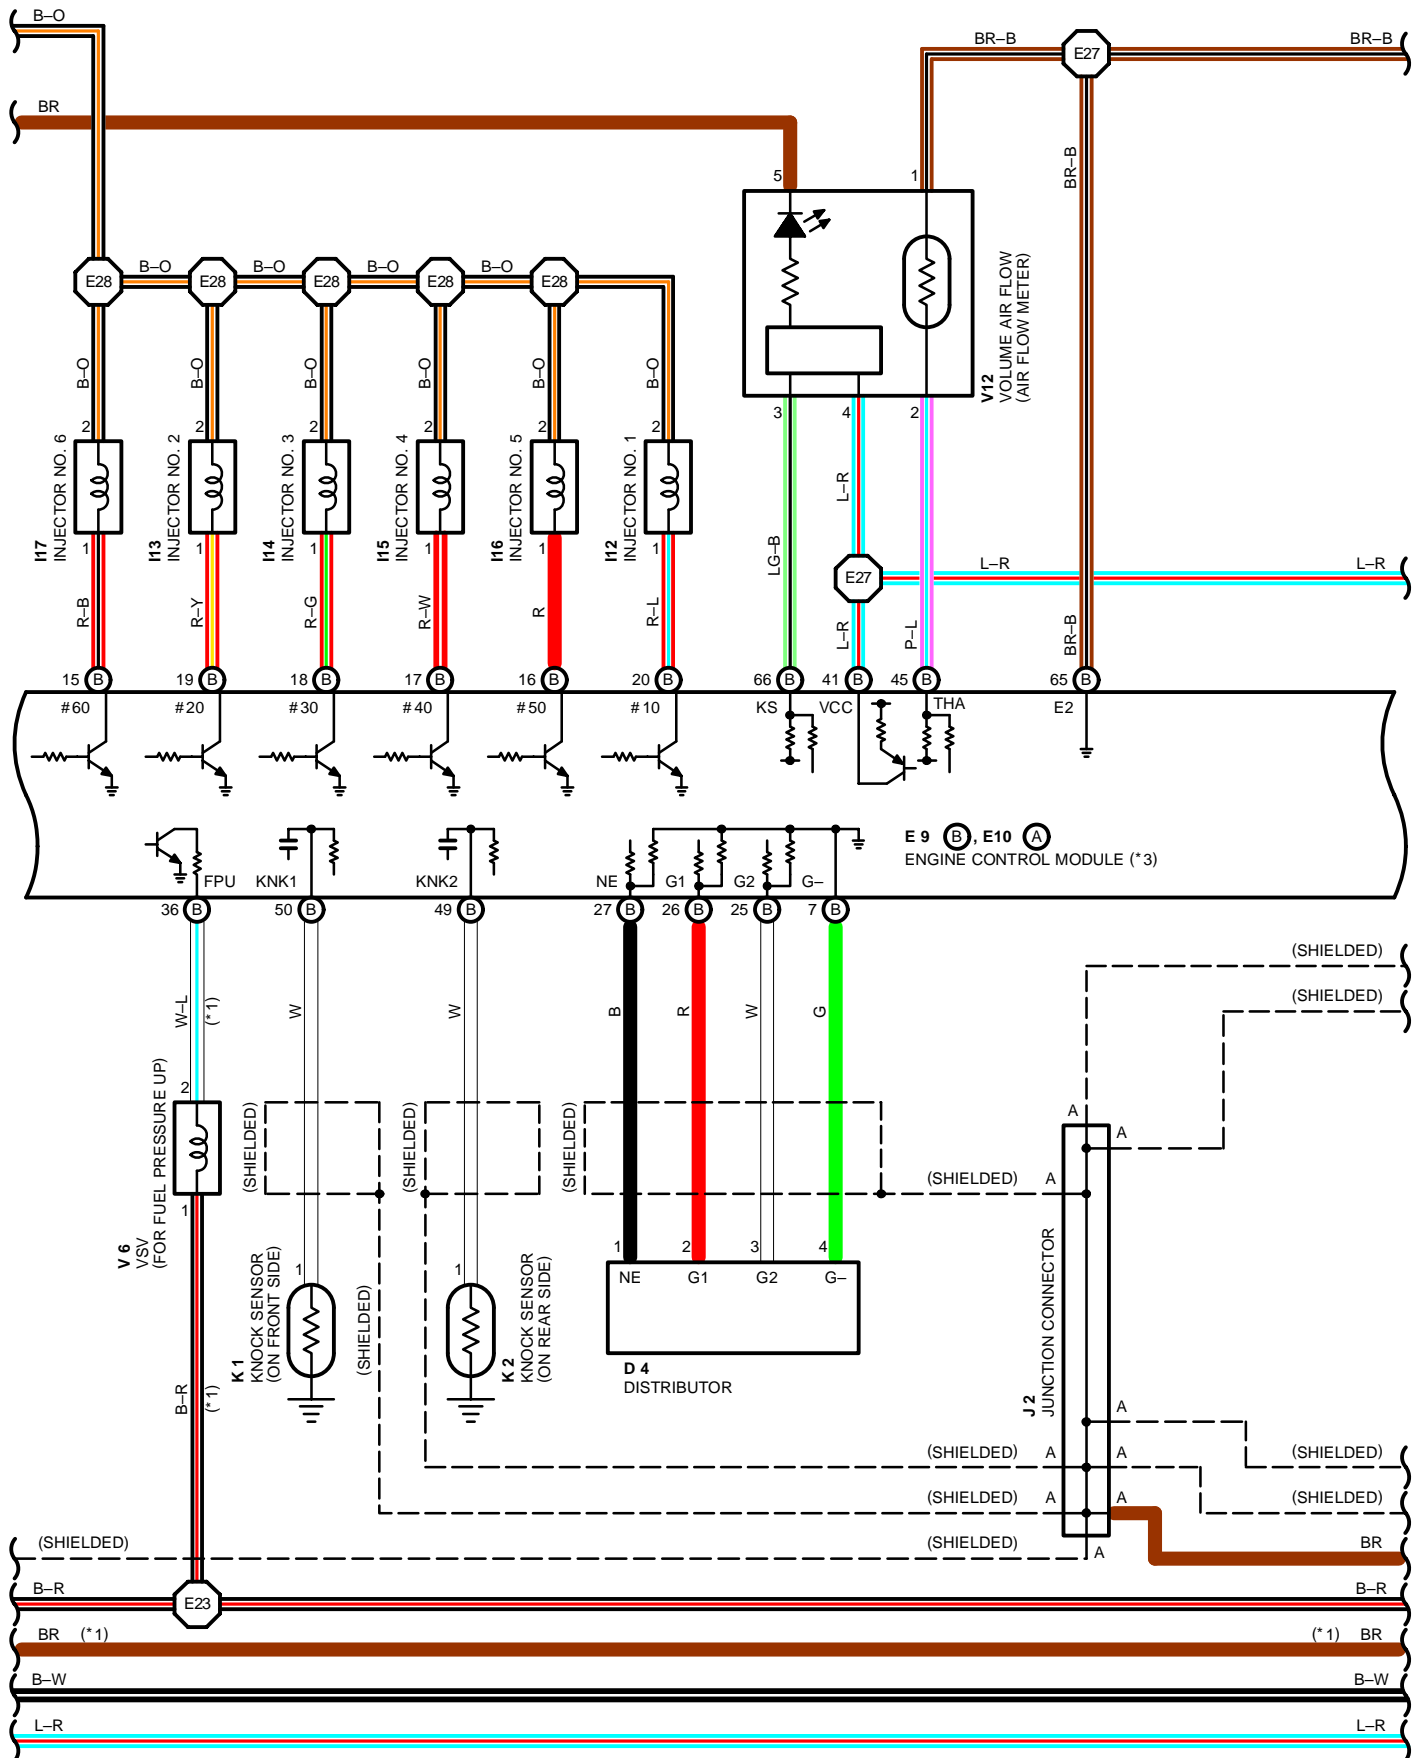 B–O
BR–B
E27
BR–B
BR
BR–B
5
1
E28
B–O
E28
B–O
E28
B–O
E28
B–O
E28
V12
VOLUME AIR FLOW
(AIR FLOW METER)
B–O
B–O
B–O
B–O
B–O
B–O
3
4
2
2
2
2
2
2
2
I17
INJECTOR NO. 6
I13
INJECTOR NO. 2
I14
INJECTOR NO. 3
I15
INJECTOR NO. 4
I16
INJECTOR NO. 5
I12
INJECTOR NO. 1
1
1
1
1
1
1
L–R
LG–B
E27
L–R
L–R
R–B
R–Y
R–G
R–W
R
R–L
L–R
P–L
BR–B
15 B
19 B
18 B
17 B
16 B
20 B
66 B
41 B
45 B
65 B
#60
#20
#30
#40
#50
#10
KS
VCC
THA
E2
E 9 B , E10 A
ENGINE CONTROL MODULE (*3)
FPU
KNK1
KNK2
NE
G1
G2
G–
36 B
50 B
49 B
27 B
26 B
25 B
7 B
W–L
(*1)
W
W
B
R
W
G
(SHIELDED)
(SHIELDED)
2
V 6
VSV
(FOR FUEL PRESSURE UP)
1
(SHIELDED)
(SHIELDED)
(SHIELDED)
(SHIELDED)
A
A
A
K 1
KNOCK SENSOR
(ON FRONT SIDE)
1
(SHIELDED)
1
K 2
KNOCK SENSOR
(ON REAR SIDE)
1
2
3
4
NE
G1
G2
G–
D 4
DISTRIBUTOR
J 2
JUNCTION CONNECTOR
B–R
(*1)
A
(SHIELDED)
A
A
(SHIELDED)
(SHIELDED)
A
A
(SHIELDED)
(SHIELDED)
(SHIELDED)
A
BR
B–R
E23
B–R
BR
(*1)
(*1)
BR
B–W
B–W
L–R
L–R